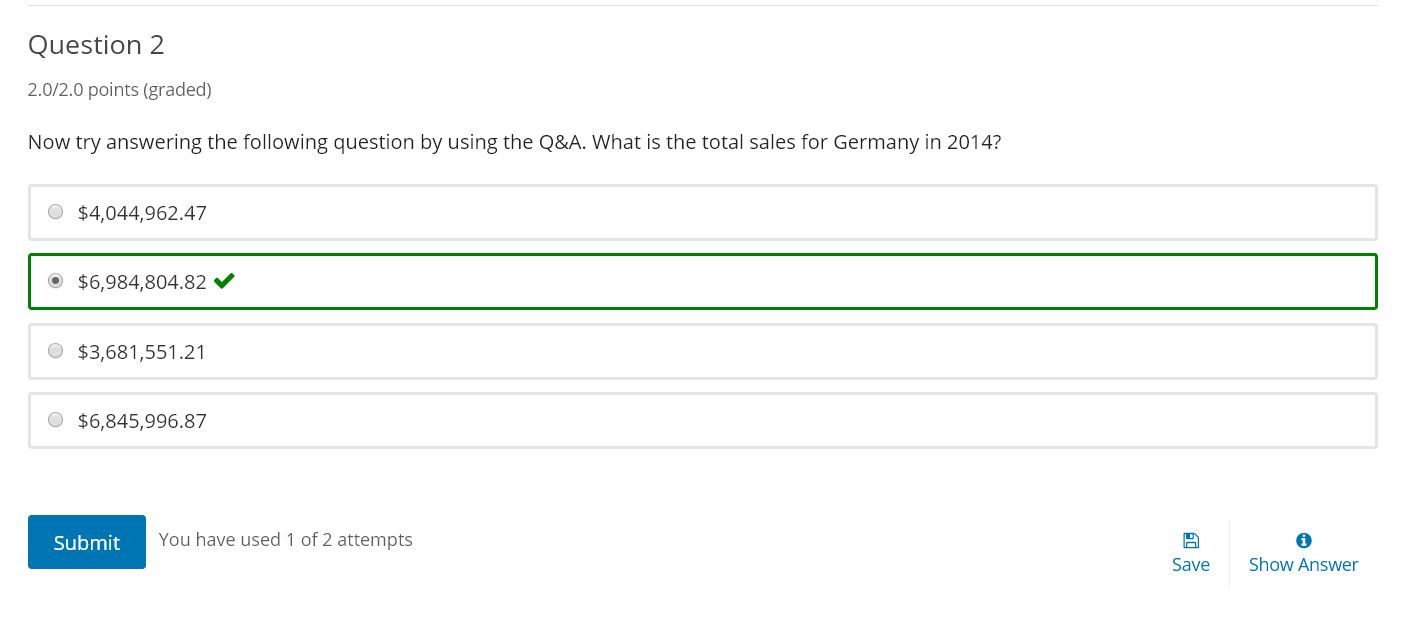 Question 2
2.0/2.0 points (graded)
Now try answering the following question by using the Q&A. What is the total sales for Germany in 2014?
$4,044,962.47
$6,984,804.82
$3,681,551.21
$6,845,996.87
Submit
You have used 1 of 2 attempts
Save
Show Answer